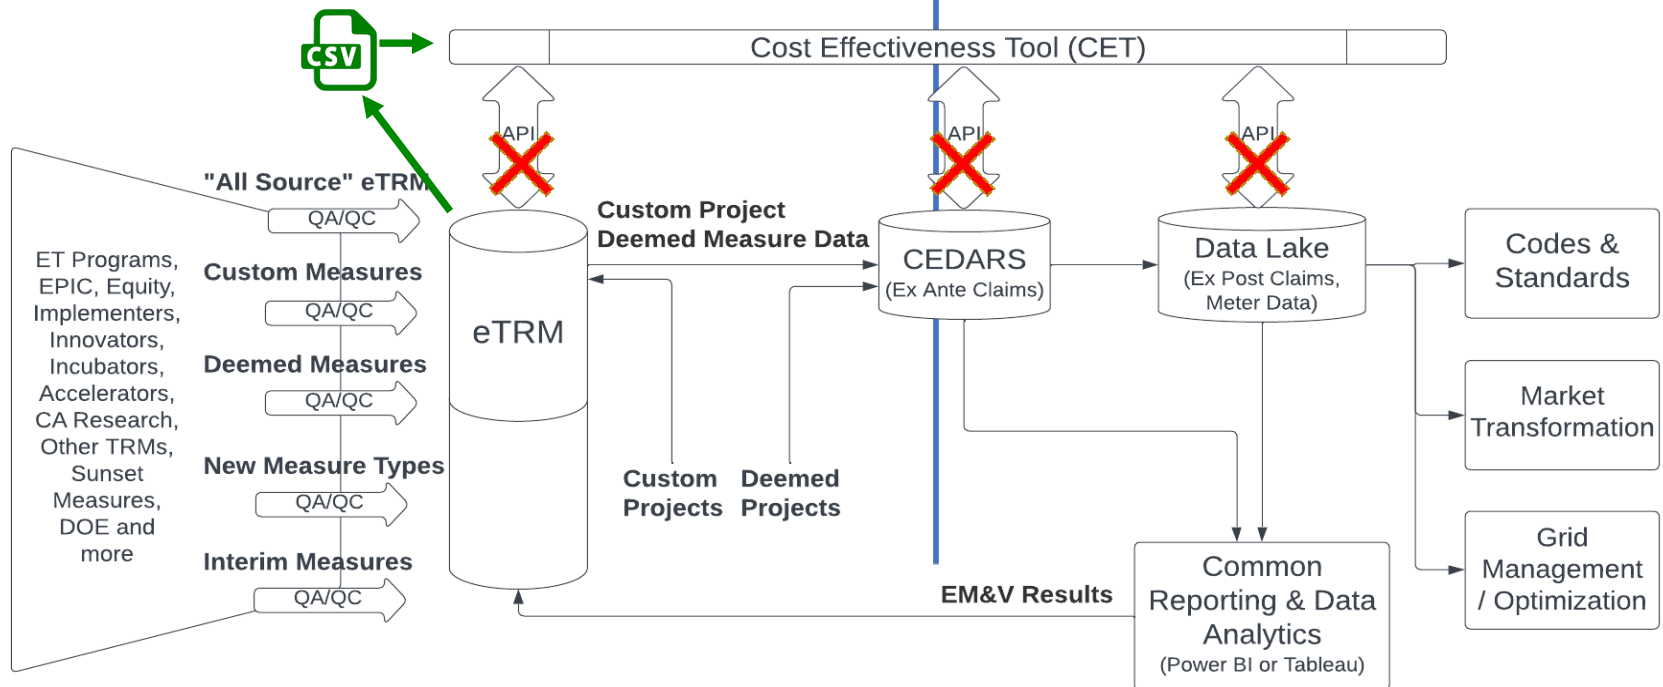 CSV
Cost Effectiveness Tool (CET)
API
API
API
"All Source" eTRM
QA/QC
Custom Measures
QA/QC
Deemed Measures
QA/QC
New Measure Types
QA/QC
Interim Measures
QA/QC
ET Programs,
EPIC, Equity,
Implementers,
Innovators,
Incubators,
Accelerators,
CA Research,
Other TRMs,
Sunset
Measures,
DOE and
more
eTRM
Custom Project
Deemed Measure Data
Custom
Projects
Deemed
Projects
CEDARS
(Ex Ante Claims)
Data Lake
(Ex Post Claims,
Meter Data)
Codes &
Standards
Market
Transformation
Grid
Management
/ Optimization
EM&V Results
Common
Reporting & Data
Analytics
(Power BI or Tableau)